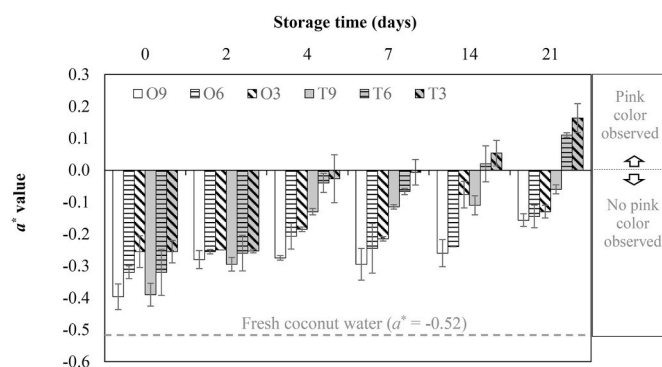 Storage time (days)
0 2 4 7 14 21
0.3
0.2
0.1
0.0
-0.1
-0.2
-0.3
-0.4
-0.5
-0.6
a* value
O9 O6 O3 T9 T6 T3
Fresh coconut water (a* = -0.52)
Pink
color
observed
No pink
color
observed